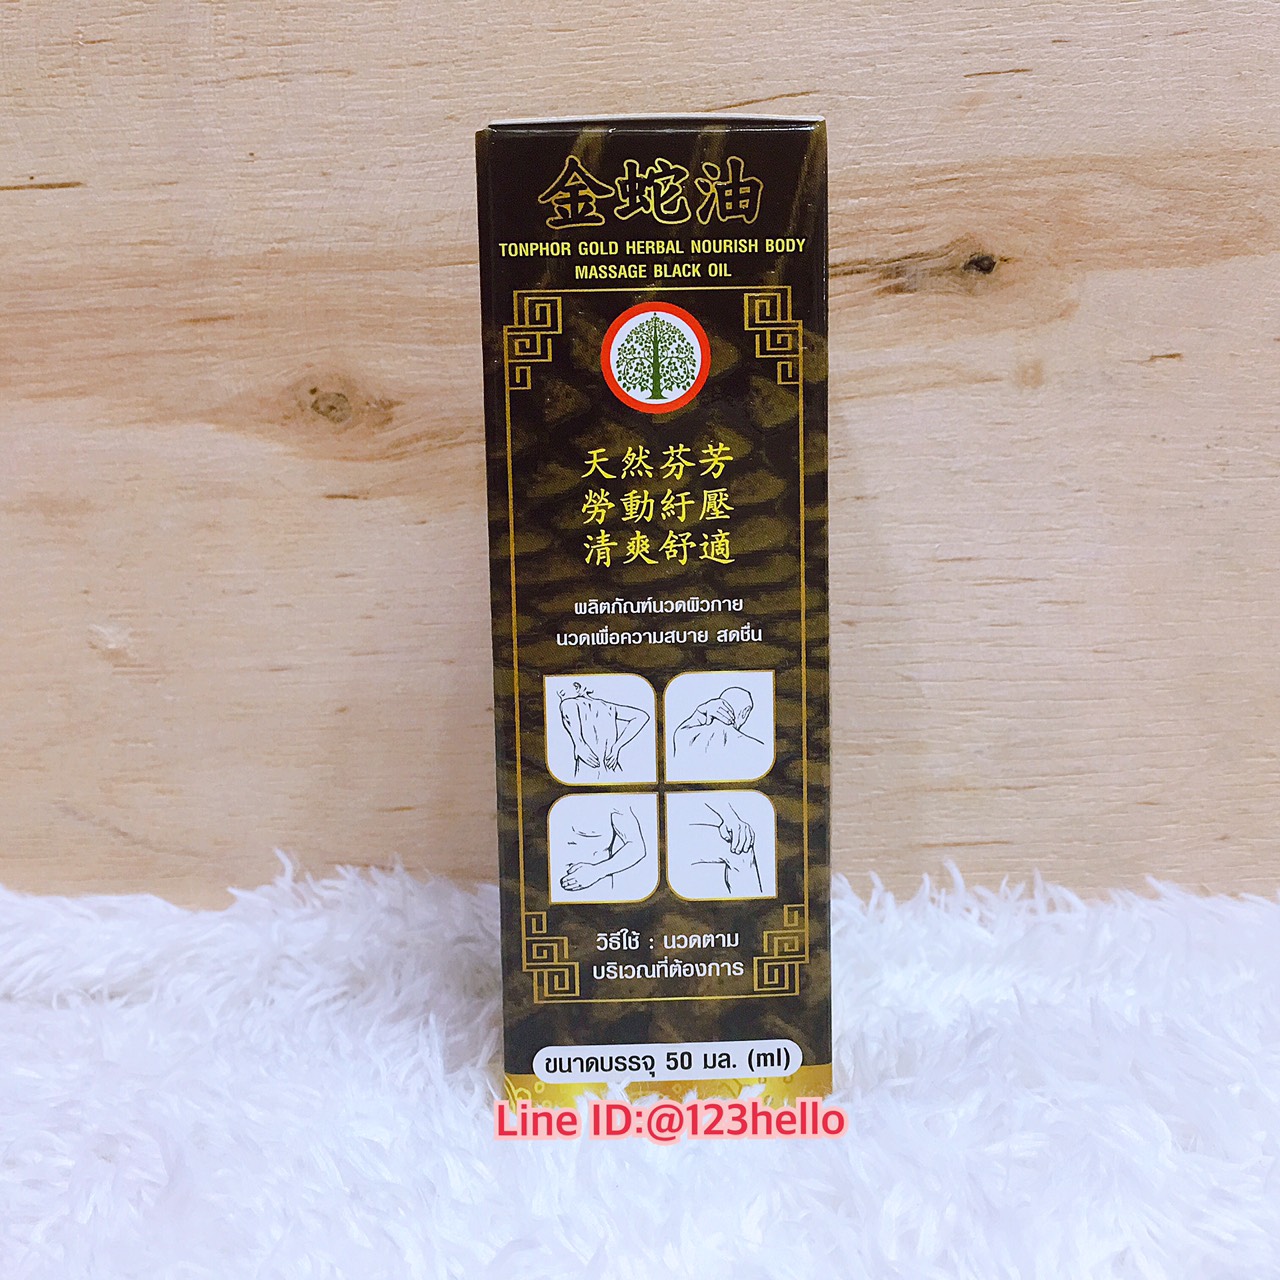 金蛇油
TONPHOR GOLD HERBAL NOURISH BODY
MASSAGE BLACK OIL
天然芬芳
勞動紓壓
清爽舒適
ผลิตภัณฑ์นวดผิวกาย
นวดเพื่อความสบาย สดชื่น
วิธีใช้ : นวดตาม
บริเวณที่ต้องการ
ขนาดบรรจุ 50 มล. (ml)
Line ID:@123hello